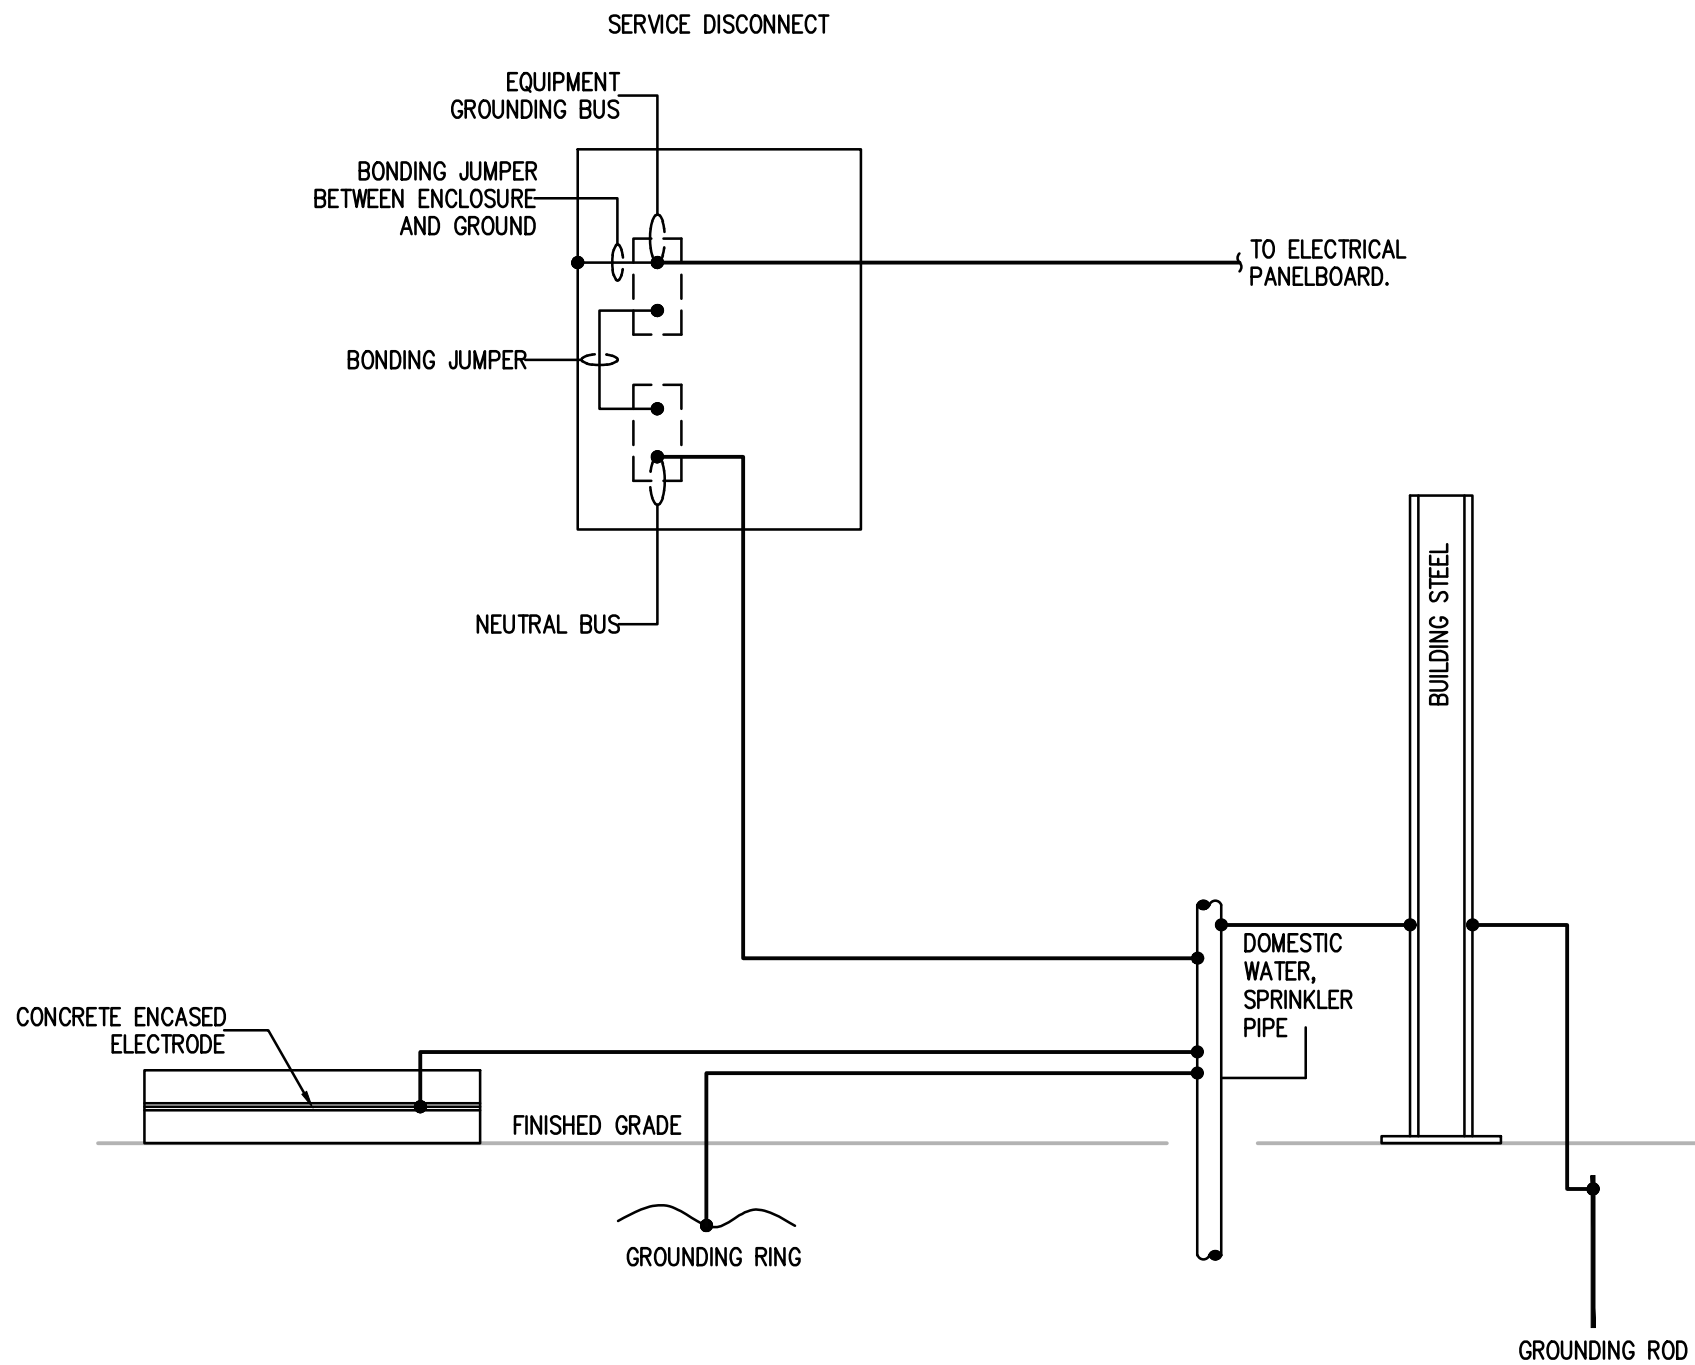 SERVICE DISCONNECT
EQUIPMENT
GROUNDING BUS
BONDING JUMPER
BETWEEN ENCLOSURE
AND GROUND
TO ELECTRICAL
PANELBOARD.
BONDING JUMPER
NEUTRAL BUS
BUILDING STEEL
DOMESTIC
WATER,
SPRINKLER
PIPE
CONCRETE ENCASED
ELECTRODE
FINISHED GRADE
GROUNDING RING
GROUNDING ROD